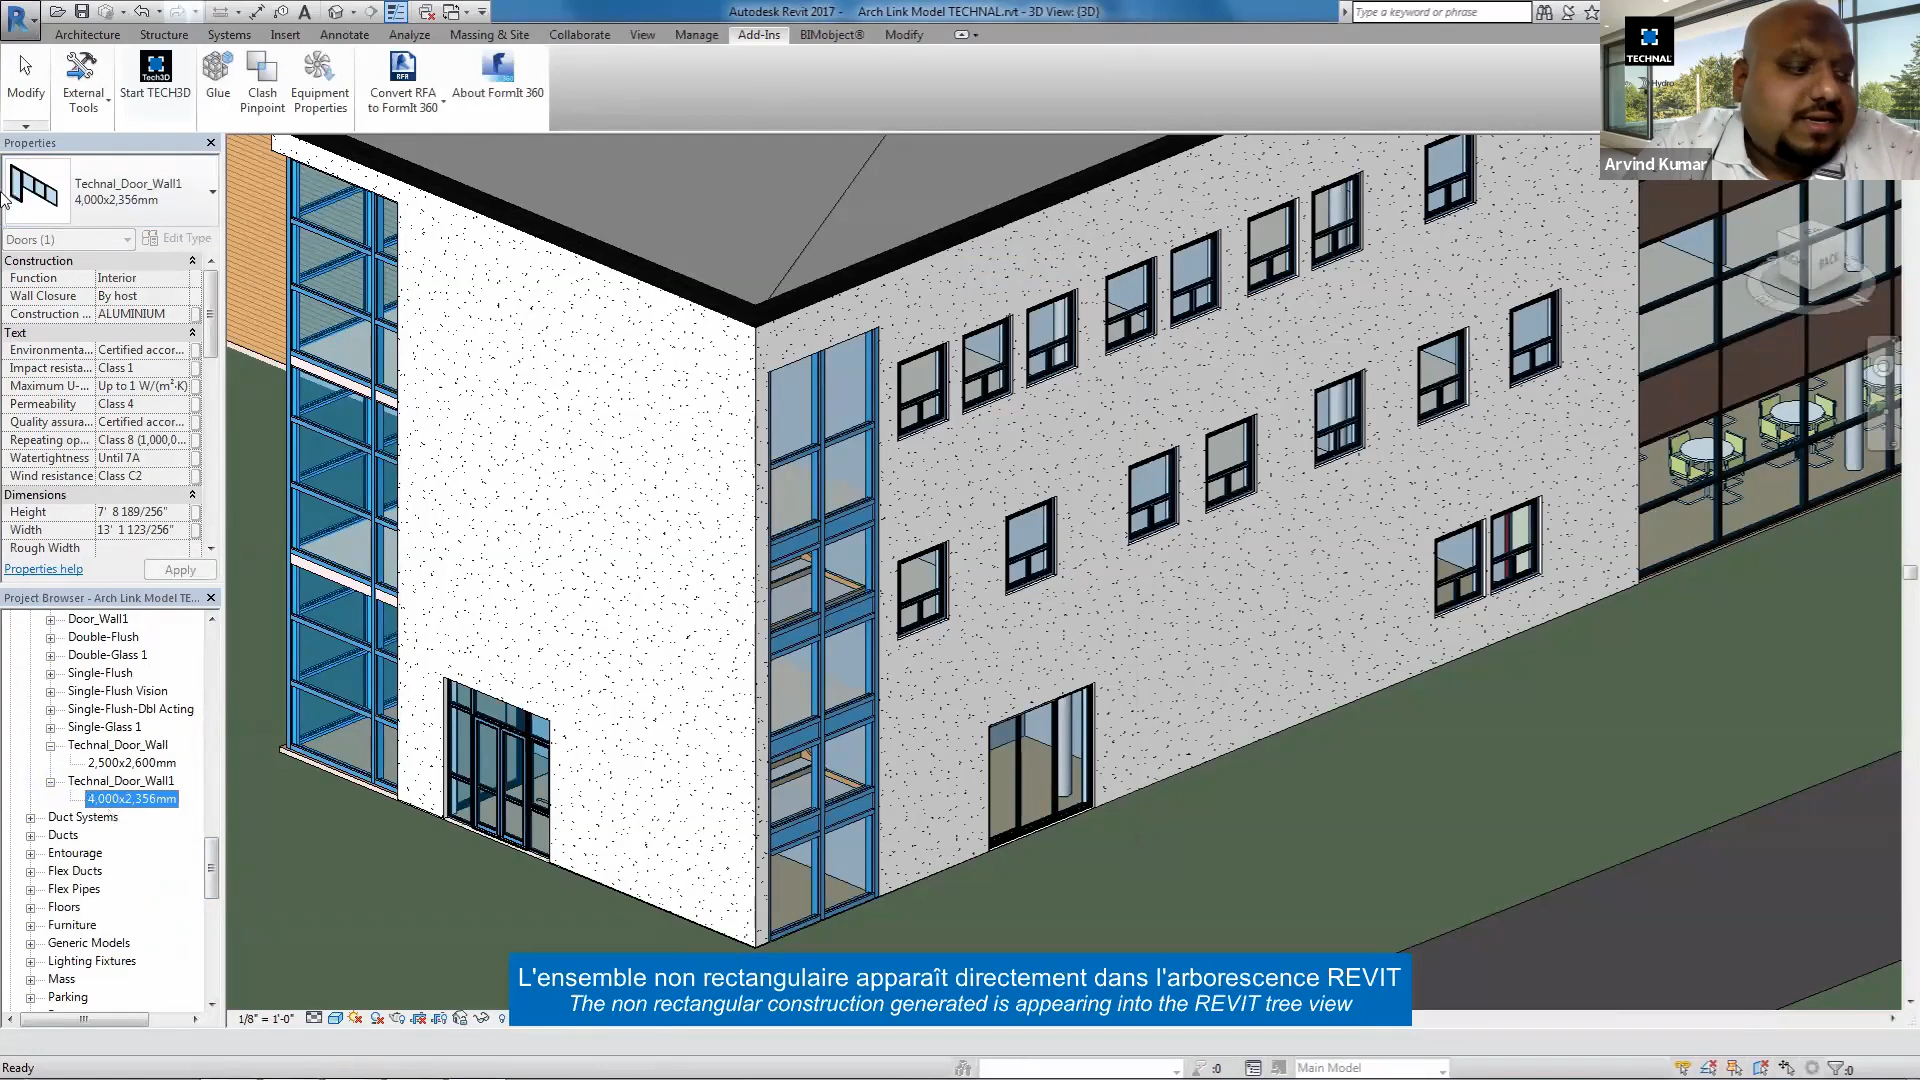 Autodesk Revit 2017 - Arch Link Model TECHNAL.rvt - 3D View: {3D}
Type a keyword or phrase
Architecture Structure Systems Insert Annotate Analyze Massing & Site Collaborate View Manage Add-Ins BIMobject® Modify
Modify
External Tools
Tech3D
Start TECH3D
Glue
Clash Pinpoint
Equipment Properties
RFA
Convert RFA to FormIt 360
360
About FormIt 360
TECHNAL
Hydro
Arvind Kumar
BACK
Properties
Technal_Door_Wall1
4,000x2,356mm
Doors (1)
Edit Type
Construction
Function Interior
Wall Closure By host
Construction ... ALUMINIUM
Text
Environmenta... Certified accor...
Impact resista... Class 1
Maximum U-... Up to 1 W/(m²·K)
Permeability Class 4
Quality assura... Certified accor...
Repeating op... Class 8 (1,000,0...
Watertightness Until 7A
Wind resistance Class C2
Dimensions
Height 7' 8 189/256"
Width 13' 1 123/256"
Rough Width
Properties help
Apply
Project Browser - Arch Link Model TE...
Door_Wall1
Double-Flush
Double-Glass 1
Single-Flush
Single-Flush Vision
Single-Flush-Dbl Acting
Single-Glass 1
Technal_Door_Wall
2,500x2,600mm
Technal_Door_Wall1
4,000x2,356mm
Duct Systems
Ducts
Entourage
Flex Ducts
Flex Pipes
Floors
Furniture
Generic Models
Lighting Fixtures
Mass
Parking
L'ensemble non rectangulaire apparaît directement dans l'arborescence REVIT
The non rectangular construction generated is appearing into the REVIT tree view
1/8" = 1'-0"
Ready
:0
Main Model
:0